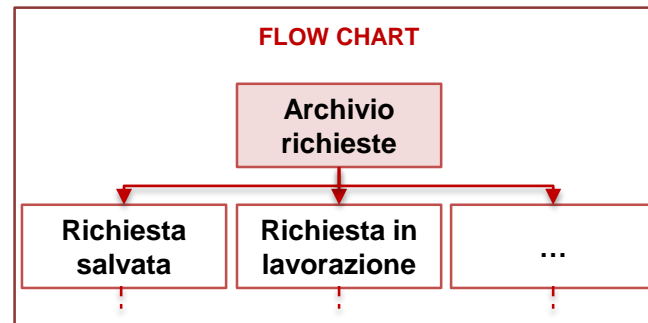 FLOW CHART
Archivio
richieste
Richiesta
salvata
Richiesta in
lavorazione
...